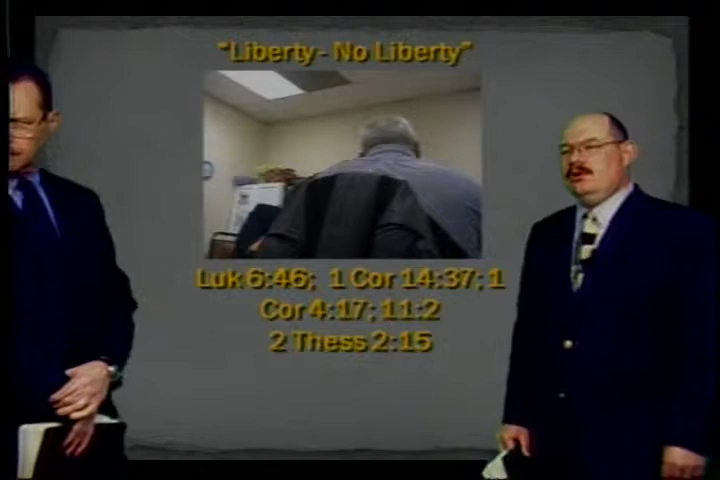 "Liberty - No Liberty"
Luk 6:46; 1 Cor 14:37; 1
Cor 4:17; 11:2
2 Thess 2:15